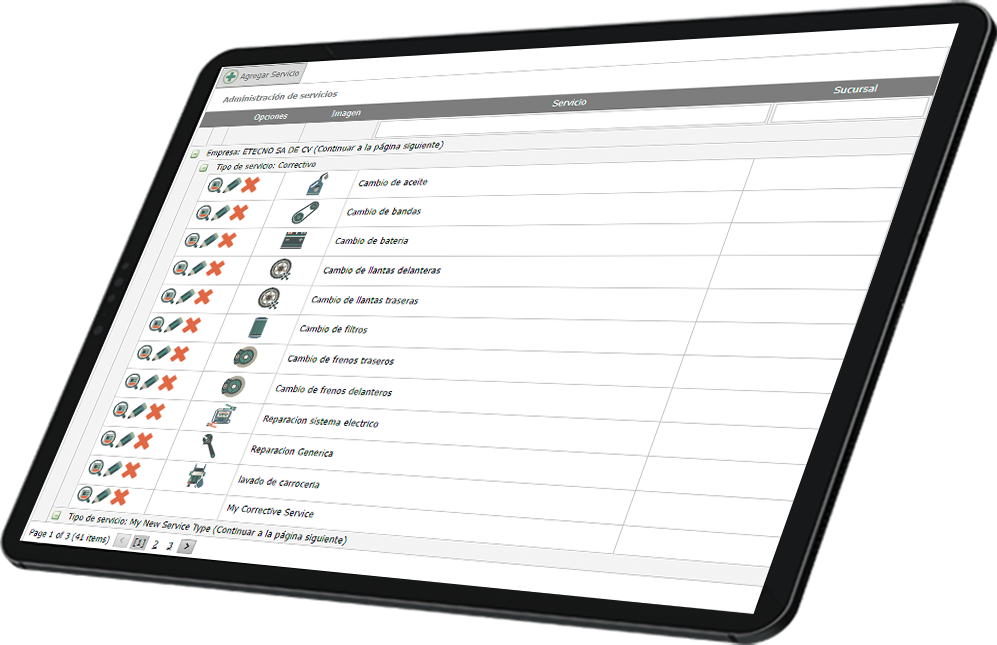 Agregar Servicio
Administración de servicios
Opciones Imagen Servicio Sucursal
Empresa: ETECNO SA DE CV (Continuar a la página siguiente)
Tipo de servicio: Correctivo
Cambio de aceite
Cambio de bandas
Cambio de bateria
Cambio de llantas delanteras
Cambio de llantas traseras
Cambio de filtros
Cambio de frenos traseros
Cambio de frenos delanteros
Reparacion sistema electrico
Reparacion Generica
lavado de carroceria
My Corrective Service
Tipo de servicio: My New Service Type (Continuar a la página siguiente)
Page 1 of 3 (41 items) < [1] 2 3 >